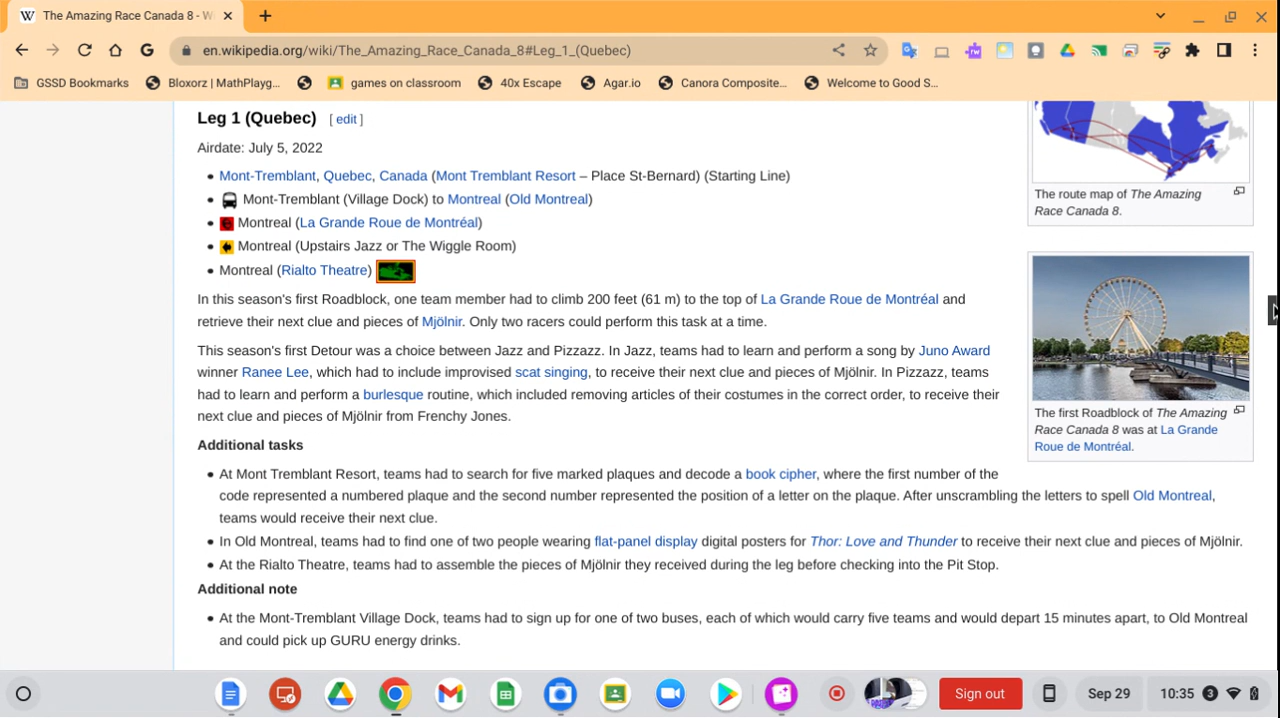 The Amazing Race Canada 8 - W
en.wikipedia.org/wiki/The_Amazing_Race_Canada_8#Leg_1_(Quebec)
GSSD Bookmarks
Bloxorz | MathPlayg...
games on classroom
40x Escape
Agar.io
Canora Composite...
Welcome to Good S...
Leg 1 (Quebec) [ edit ]
Airdate: July 5, 2022
Mont-Tremblant, Quebec, Canada (Mont Tremblant Resort – Place St-Bernard) (Starting Line)
Mont-Tremblant (Village Dock) to Montreal (Old Montreal)
Montreal (La Grande Roue de Montréal)
Montreal (Upstairs Jazz or The Wiggle Room)
Montreal (Rialto Theatre)
In this season's first Roadblock, one team member had to climb 200 feet (61 m) to the top of La Grande Roue de Montréal and
retrieve their next clue and pieces of Mjölnir. Only two racers could perform this task at a time.
This season's first Detour was a choice between Jazz and Pizzazz. In Jazz, teams had to learn and perform a song by Juno Award
winner Ranee Lee, which had to include improvised scat singing, to receive their next clue and pieces of Mjölnir. In Pizzazz, teams
had to learn and perform a burlesque routine, which included removing articles of their costumes in the correct order, to receive their
next clue and pieces of Mjölnir from Frenchy Jones.
Additional tasks
At Mont Tremblant Resort, teams had to search for five marked plaques and decode a book cipher, where the first number of the
code represented a numbered plaque and the second number represented the position of a letter on the plaque. After unscrambling the letters to spell Old Montreal,
teams would receive their next clue.
In Old Montreal, teams had to find one of two people wearing flat-panel display digital posters for Thor: Love and Thunder to receive their next clue and pieces of Mjölnir.
At the Rialto Theatre, teams had to assemble the pieces of Mjölnir they received during the leg before checking into the Pit Stop.
Additional note
At the Mont-Tremblant Village Dock, teams had to sign up for one of two buses, each of which would carry five teams and would depart 15 minutes apart, to Old Montreal
and could pick up GURU energy drinks.
The route map of The Amazing
Race Canada 8.
The first Roadblock of The Amazing
Race Canada 8 was at La Grande
Roue de Montréal.
Sign out
Sep 29
10:35
3